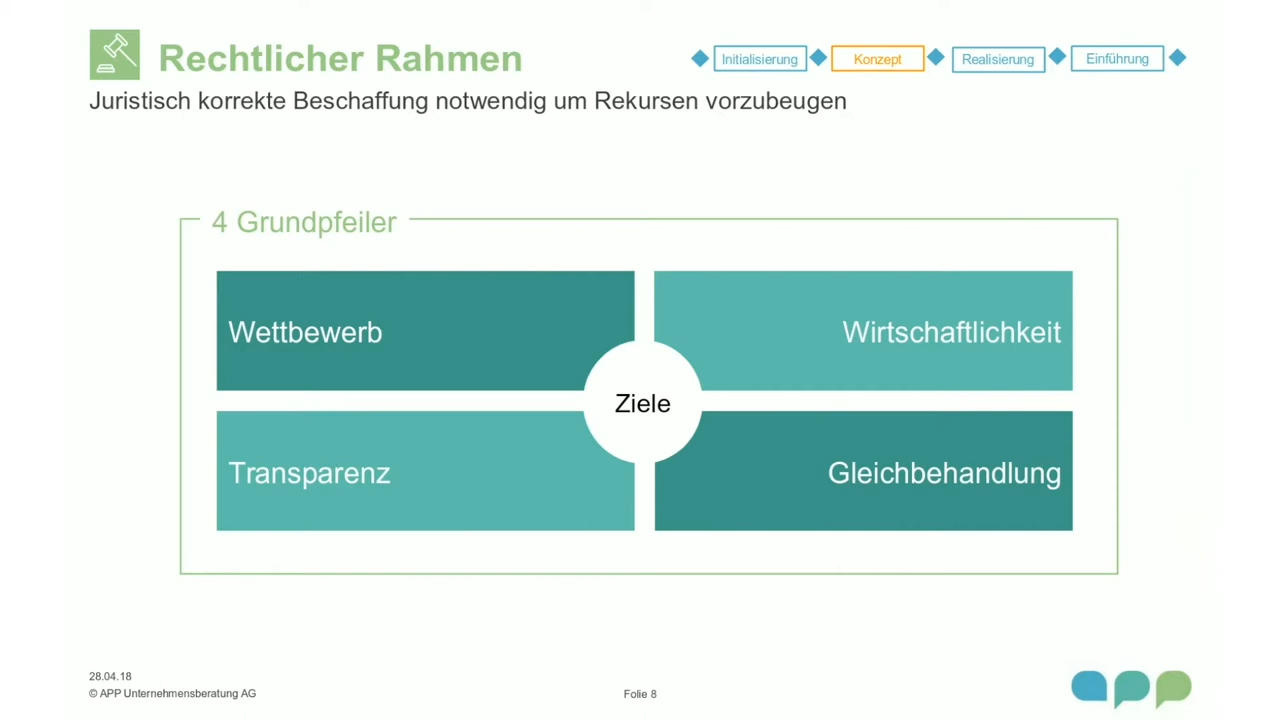 Rechtlicher Rahmen
Initialisierung
Konzept
Realisierung
Einführung
Juristisch korrekte Beschaffung notwendig um Rekursen vorzubeugen
4 Grundpfeiler
Wettbewerb
Wirtschaftlichkeit
Ziele
Transparenz
Gleichbehandlung
28.04.18
© APP Unternehmensberatung AG
Folie 8
app